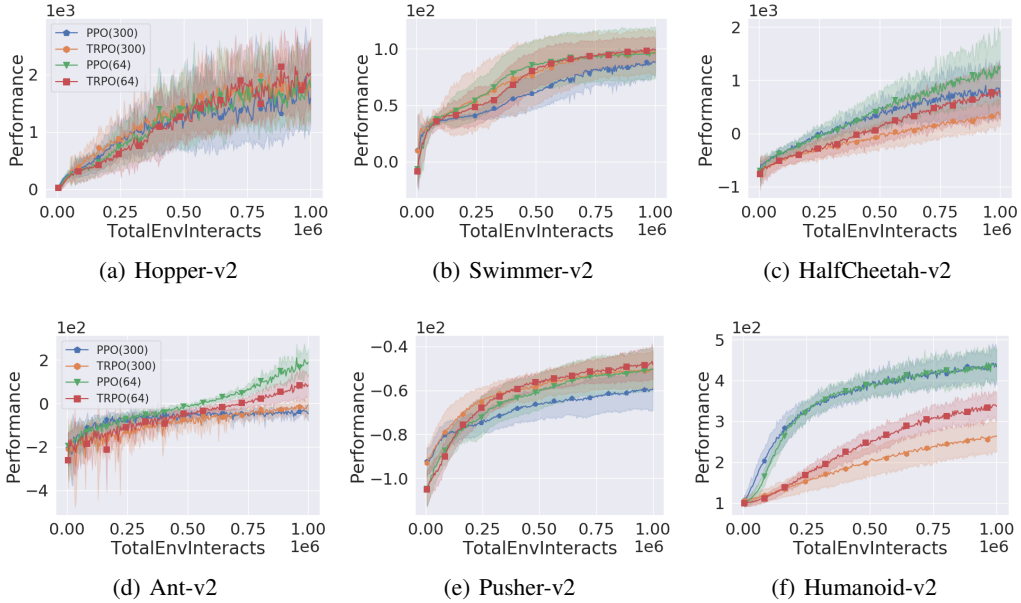 1e3
Performance
2
1
0
PPO(300)
TRPO(300)
PPO(64)
TRPO(64)
0.00 0.25 0.50 0.75 1.00
TotalEnvInteracts 1e6
(a) Hopper-v2
1e2
Performance
1.0
0.5
0.0
0.00 0.25 0.50 0.75 1.00
TotalEnvInteracts 1e6
(b) Swimmer-v2
1e3
Performance
2
1
0
−1
0.00 0.25 0.50 0.75 1.00
TotalEnvInteracts 1e6
(c) HalfCheetah-v2
1e2
Performance
2
0
−2
−4
PPO(300)
TRPO(300)
PPO(64)
TRPO(64)
0.00 0.25 0.50 0.75 1.00
TotalEnvInteracts 1e6
(d) Ant-v2
1e2
Performance
−0.4
−0.6
−0.8
−1.0
0.00 0.25 0.50 0.75 1.00
TotalEnvInteracts 1e6
(e) Pusher-v2
1e2
Performance
5
4
3
2
1
0.00 0.25 0.50 0.75 1.00
TotalEnvInteracts 1e6
(f) Humanoid-v2